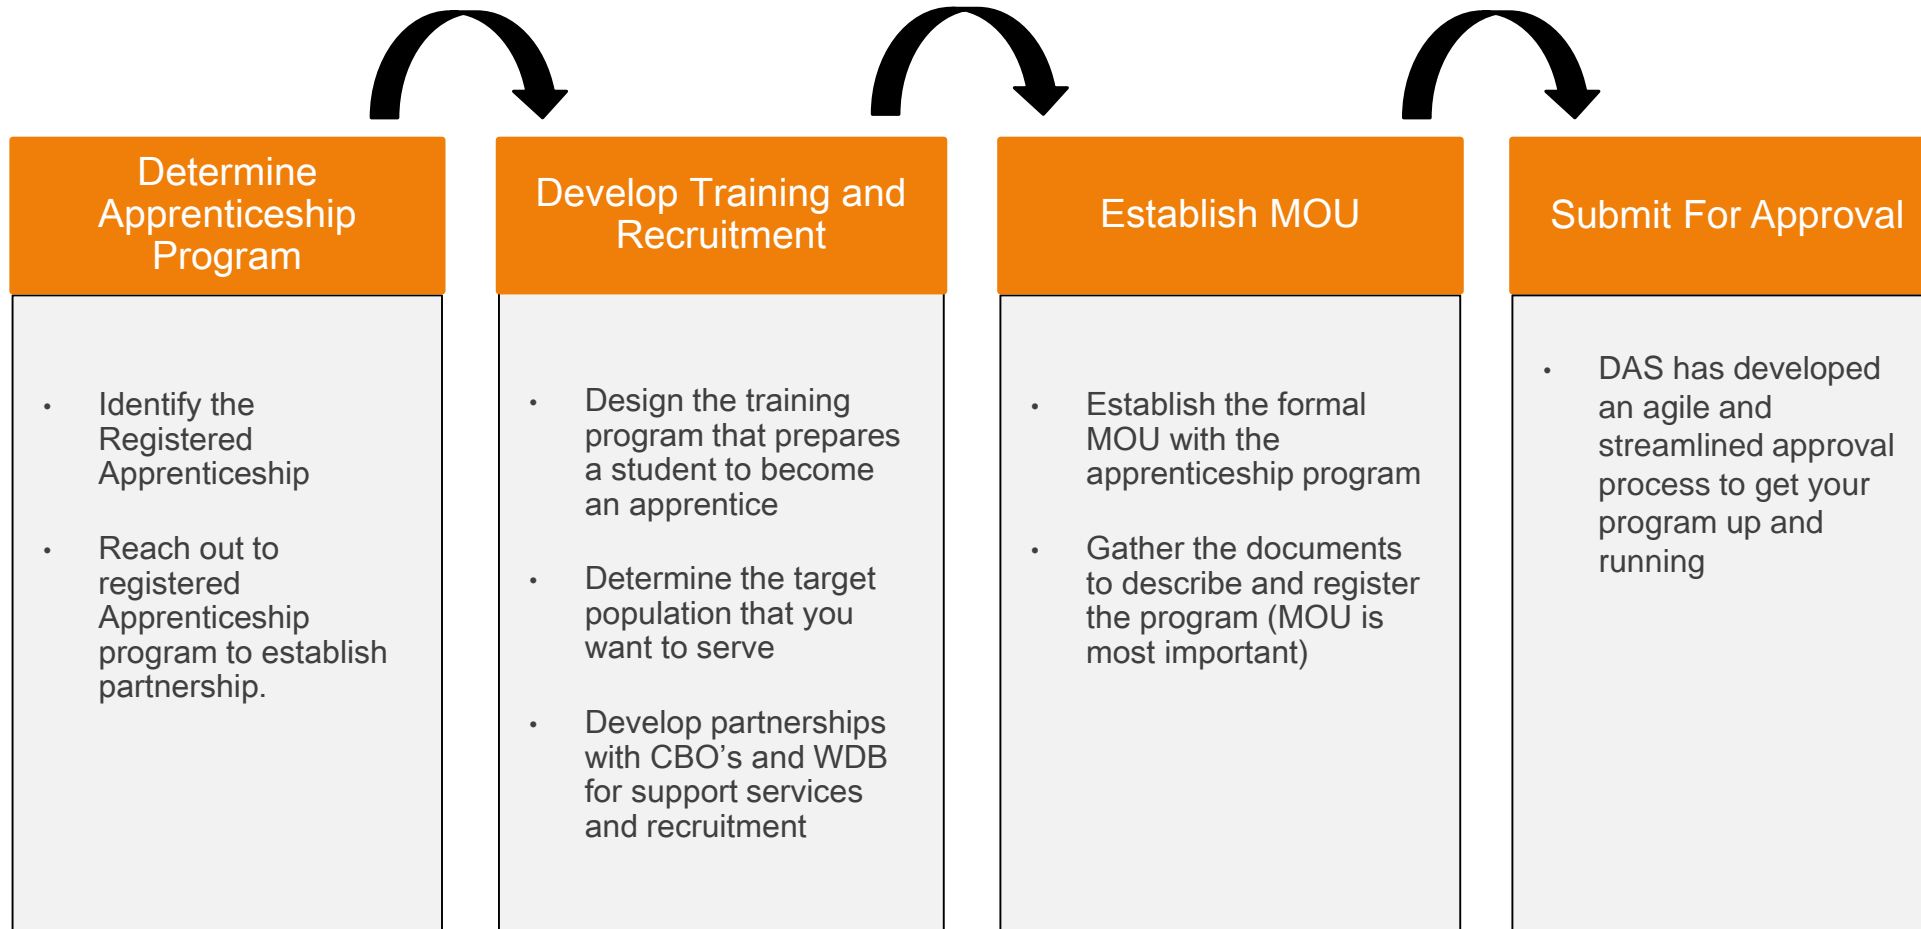 Determine
Apprenticeship
Program
• Identify the
Registered
Apprenticeship
• Reach out to
registered
Apprenticeship
program to establish
partnership.
Develop Training and
Recruitment
• Design the training
program that prepares
a student to become
an apprentice
• Determine the target
population that you
want to serve
• Develop partnerships
with CBO’s and WDB
for support services
and recruitment
Establish MOU
• Establish the formal
MOU with the
apprenticeship program
• Gather the documents
to describe and register
the program (MOU is
most important)
Submit For Approval
• DAS has developed
an agile and
streamlined approval
process to get your
program up and
running